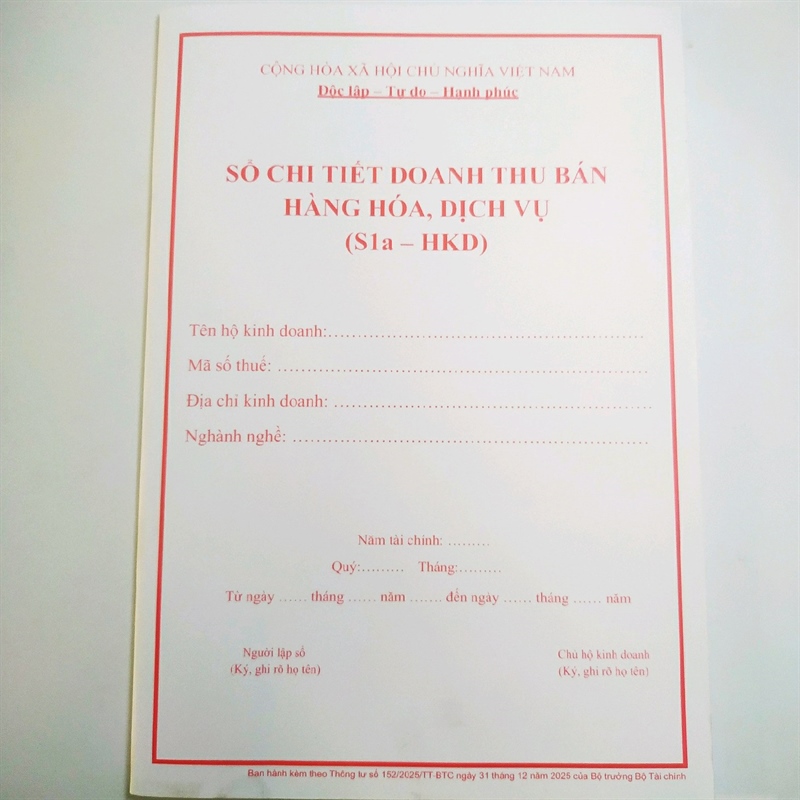 CỘNG HÒA XÃ HỘI CHỦ NGHĨA VIỆT NAM
Độc lập – Tự do – Hạnh phúc
SỔ CHI TIẾT DOANH THU BÁN
HÀNG HÓA, DỊCH VỤ
(S1a – HKD)
Tên hộ kinh doanh:……………………………………………
Mã số thuế: ……………………………………………………
Địa chỉ kinh doanh: ……………………………………………
Nghành nghề: …………………………………………………
Năm tài chính: ………
Quý:……… Tháng:………
Từ ngày …… tháng …… năm ……. đến ngày …… tháng …… năm
Người lập sổ
(Ký, ghi rõ họ tên)
Chủ hộ kinh doanh
(Ký, ghi rõ họ tên)
Ban hành kèm theo Thông tư số 152/2025/TT-BTC ngày 31 tháng 12 năm 2025 của Bộ trưởng Bộ Tài chính